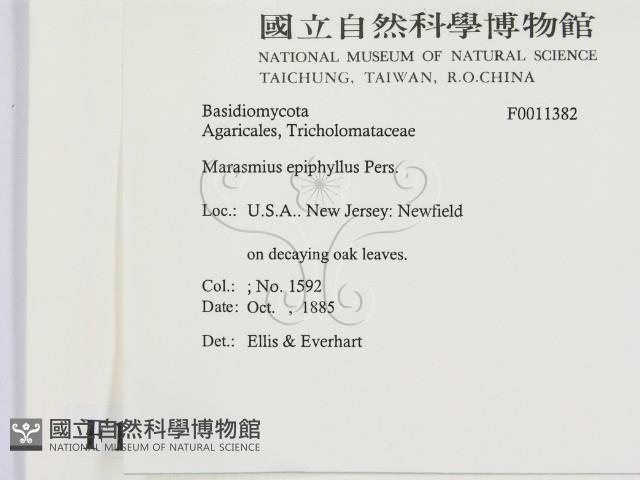 國立自然科學博物館
NATIONAL MUSEUM OF NATURAL SCIENCE
TAICHUNG, TAIWAN, R.O.CHINA
Basidiomycota F0011382
Agaricales, Tricholomataceae
Marasmius epiphyllus Pers.
Loc.: U.S.A.. New Jersey: Newfield
on decaying oak leaves.
Col.: ; No. 1592
Date: Oct. , 1885
Det.: Ellis & Everhart
國立自然科學博物館
NATIONAL MUSEUM OF NATURAL SCIENCE